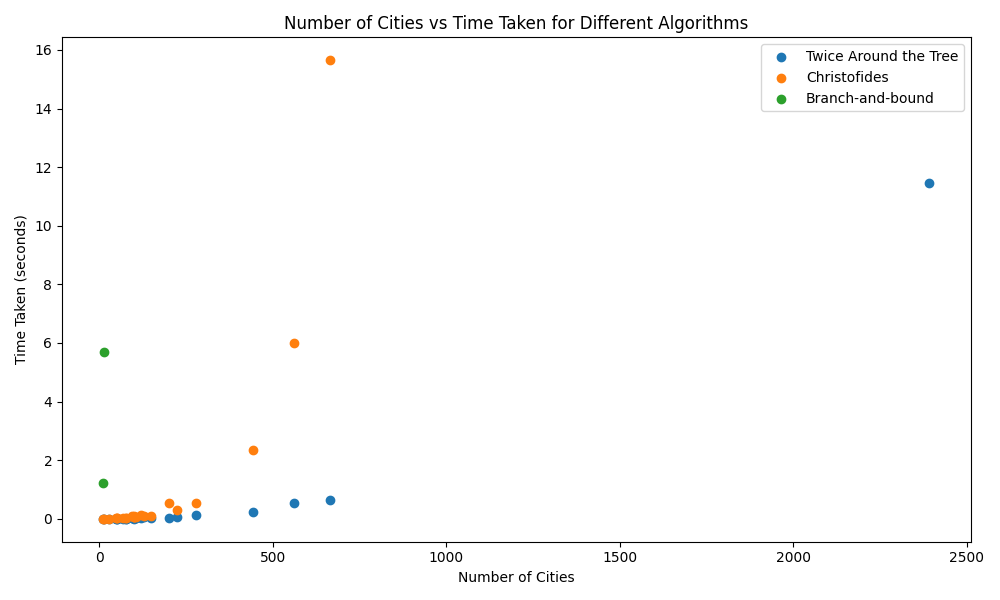 Number of Cities vs Time Taken for Different Algorithms
Twice Around the Tree
Christofides
Branch-and-bound
Time Taken (seconds)
16
14
12
10
8
6
4
2
0
0 500 1000 1500 2000 2500
Number of Cities